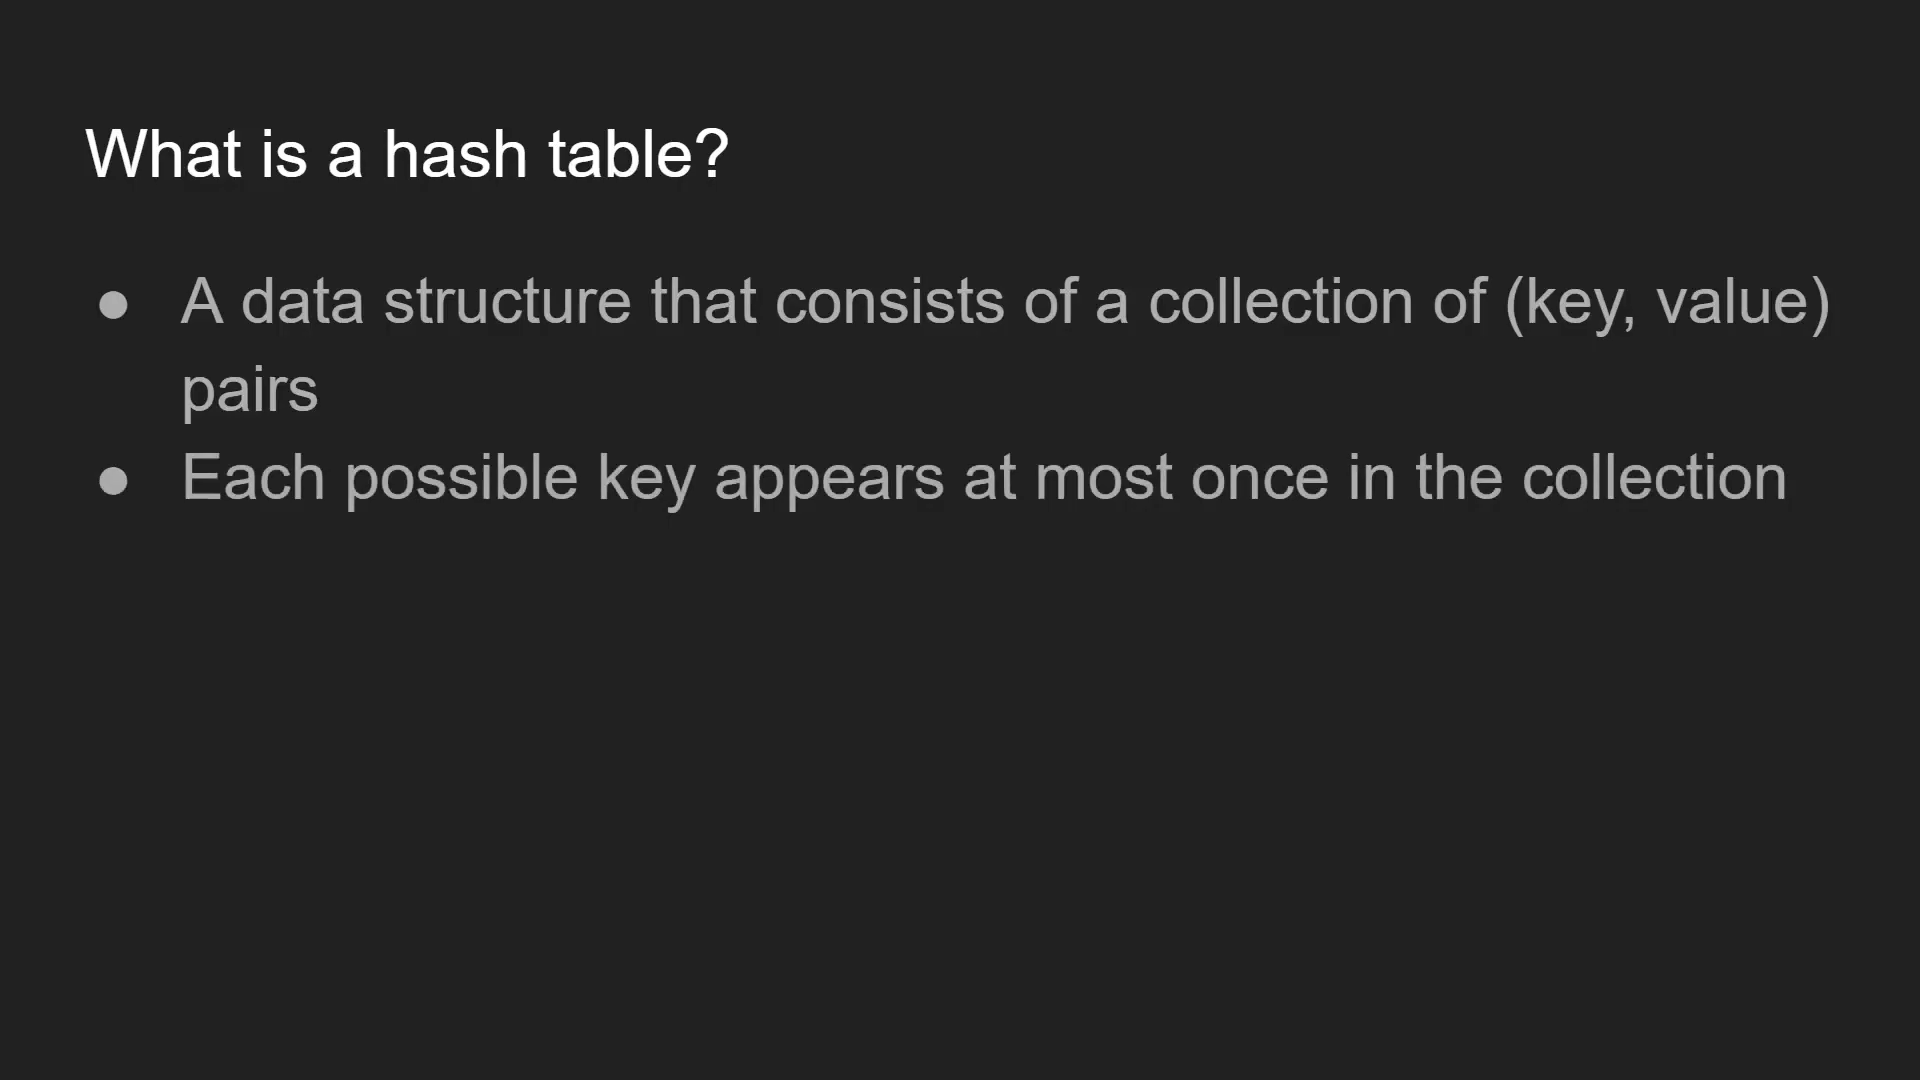 What is a hash table?
● A data structure that consists of a collection of (key, value)
pairs
● Each possible key appears at most once in the collection